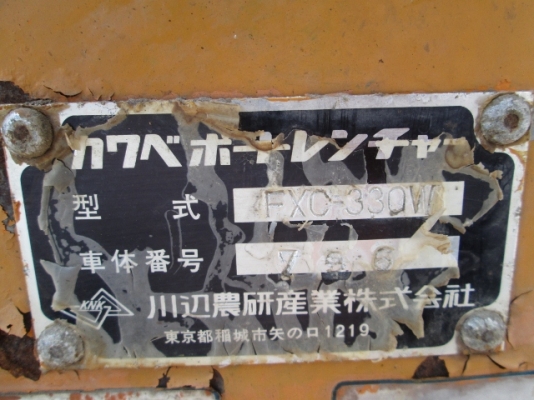 カワベ ホートレンチャー
型式 FXC-330W
車体番号 786
KNK 川辺農研産業株式会社
東京都稲城市矢の口1219